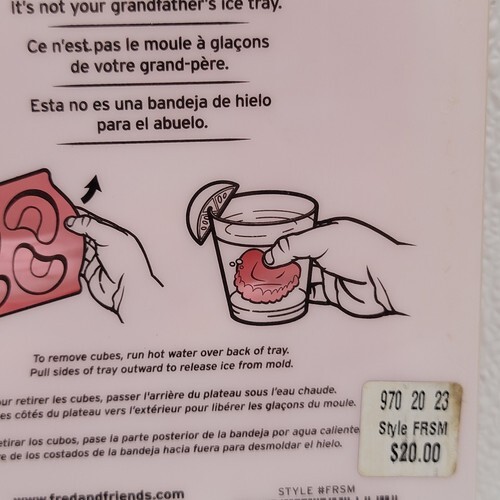 It's not your grandfather's ice tray.
Ce n'est pas le moule à glaçons
de votre grand-père.
Esta no es una bandeja de hielo
para el abuelo.
To remove cubes, run hot water over back of tray.
Pull sides of tray outward to release ice from mold.
retirer les cubes, passer l'arrière du plateau sous l'eau chaude.
es côtés du plateau vers l'extérieur pour libérer les glaçons du moule.
etirar los cubos, pase la parte posterior de la bandeja por agua caliente
e de los costados de la bandeja hacia fuera para desmoldar el hielo.
970 20 23
Style FRSM
$20.00
www.fredandfriends.com
STYLE #FRSM